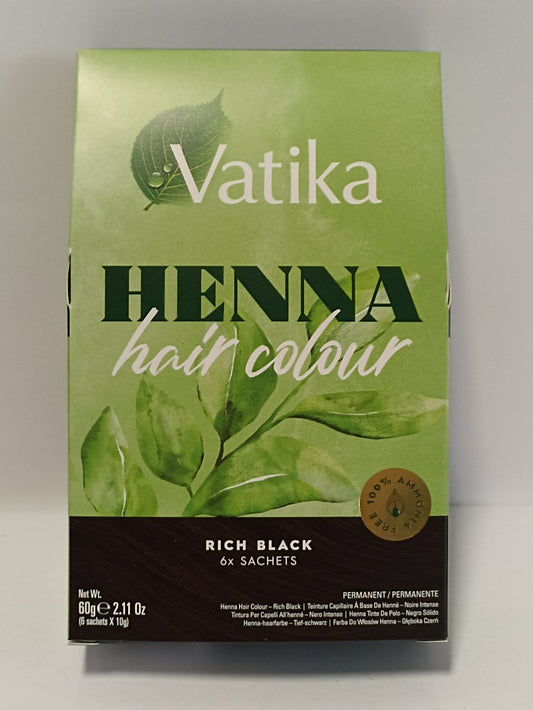 Vatika
HENNA
hair colour
100% AMMONIA FREE
RICH BLACK
6x SACHETS
Net Wt.
60g e 2.11 Oz
(6 sachets X 10g)
PERMANENT / PERMANENTE
Henna Hair Colour – Rich Black | Teinture Capillaire À Base De Henné – Noire Intense
Tintura Per Capelli All'henné – Nero Intenso | Henna Tinte De Pelo – Negro Sólido
Henna-haarfarbe – Tief-schwarz | Farba Do Włosów Henna – Głęboka Czerń